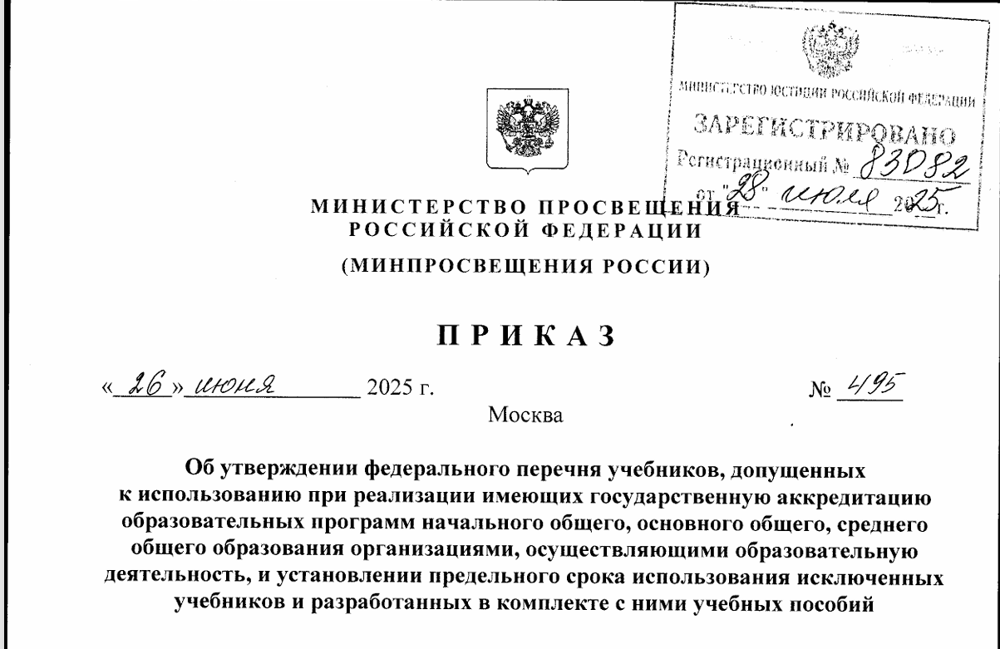 МИНИСТЕРСТВО ЮСТИЦИИ РОССИЙСКОЙ ФЕДЕРАЦИИ
ЗАРЕГИСТРИРОВАНО
Регистрационный № 83082
от "28" июля 2025г.
МИНИСТЕРСТВО ПРОСВЕЩЕНИЯ
РОССИЙСКОЙ ФЕДЕРАЦИИ
(МИНПРОСВЕЩЕНИЯ РОССИИ)
ПРИКАЗ
«26» июня 2025 г.
№ 495
Москва
Об утверждении федерального перечня учебников, допущенных
к использованию при реализации имеющих государственную аккредитацию
образовательных программ начального общего, основного общего, среднего
общего образования организациями, осуществляющими образовательную
деятельность, и установлении предельного срока использования исключенных
учебников и разработанных в комплекте с ними учебных пособий